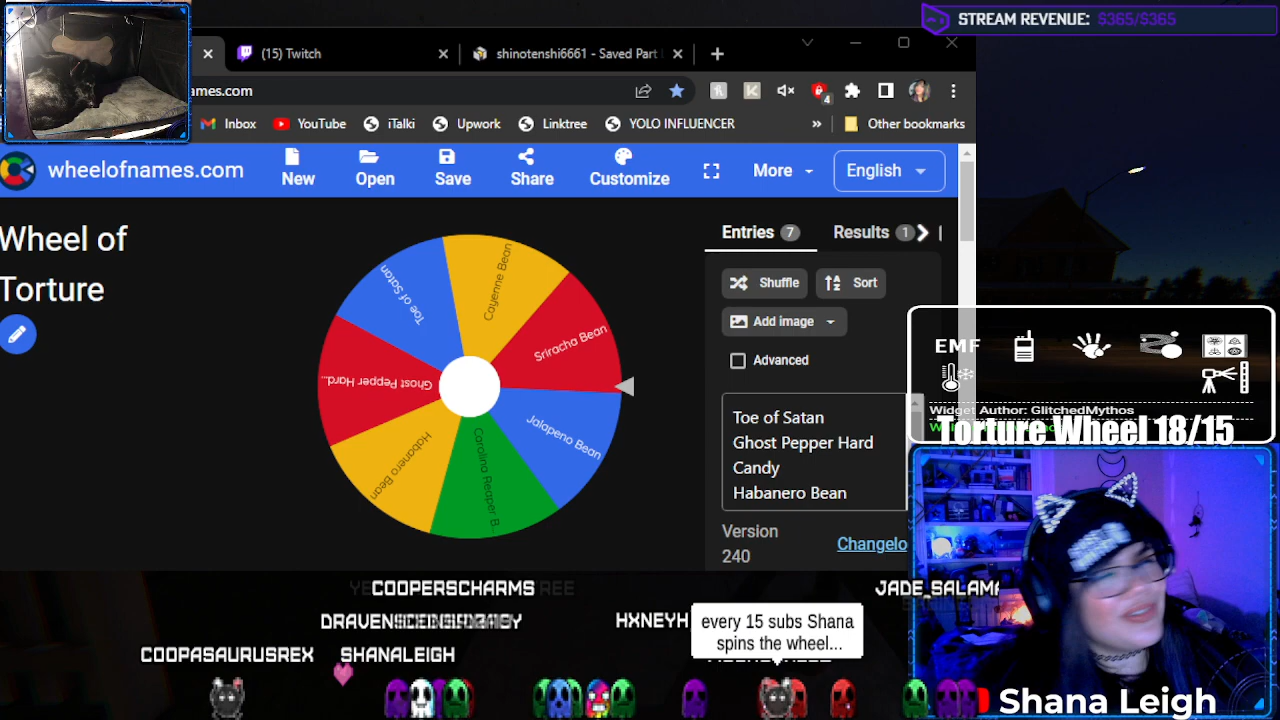 STREAM REVENUE: $365/$365
(15) Twitch
shinotenshi6661 - Saved Part
ames.com
4
Inbox
YouTube
iTalki
Upwork
Linktree
YOLO INFLUENCER
»
Other bookmarks
wheelofnames.com
New
Open
Save
Share
Customize
More
English
Wheel of
Torture
Entries 7
Results 1
Shuffle
Sort
Add image
Advanced
Toe of Satan
Ghost Pepper Hard
Candy
Habanero Bean
Version
240
Changelo
Toe of Satan
Cayenne Bean
Sriracha Bean
Jalapeno Bean
Carolina Reaper B...
Habanero Bean
Ghost Pepper Hard...
EMF
Widget Author: GlitchedMythos
Torture Wheel 18/15
COOPERSCHARMS
HXNEYH
JADE_SALAMA
every 15 subs Shana
spins the wheel...
COOPASAURUSREX
SHANALEIGH
Shana Leigh